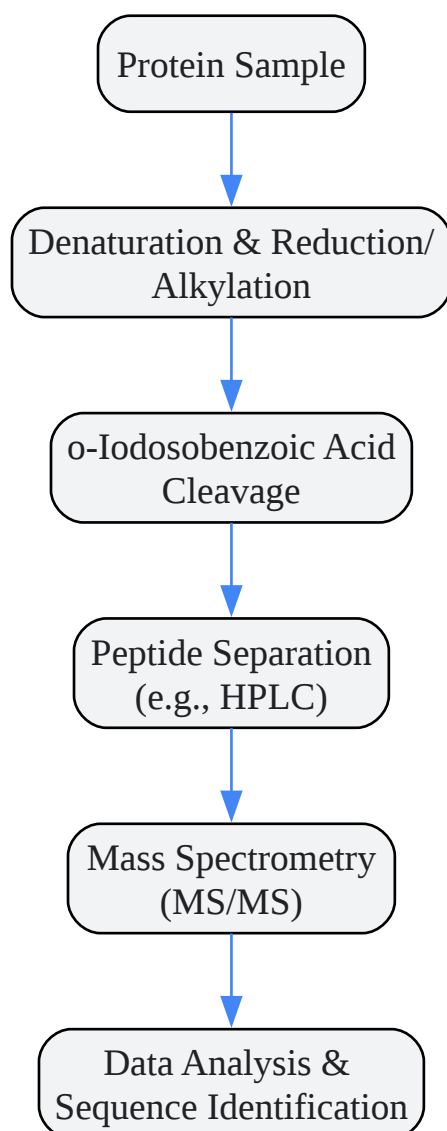 Protein Sample
Denaturation & Reduction/
Alkylation
o-Iodosobenzoic Acid
Cleavage
Peptide Separation
(e.g., HPLC)
Mass Spectrometry
(MS/MS)
Data Analysis &
Sequence Identification